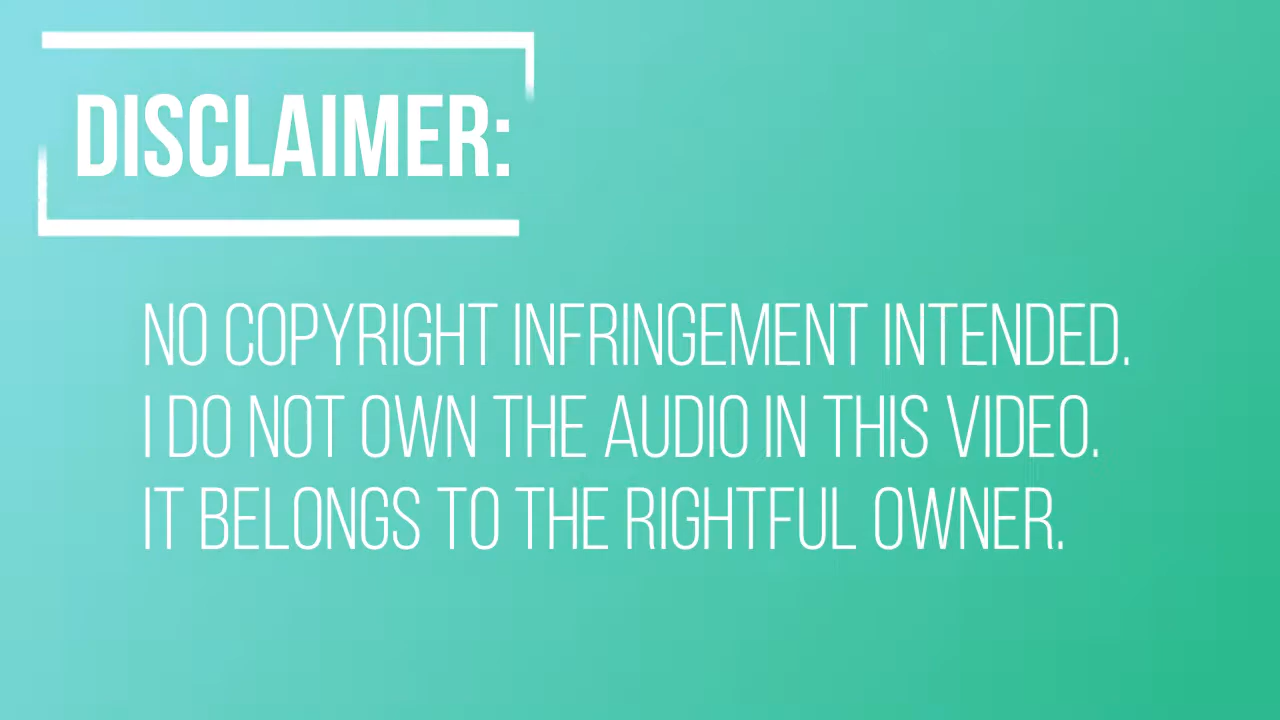 DISCLAIMER:
NO COPYRIGHT INFRINGEMENT INTENDED.
I DO NOT OWN THE AUDIO IN THIS VIDEO.
IT BELONGS TO THE RIGHTFUL OWNER.